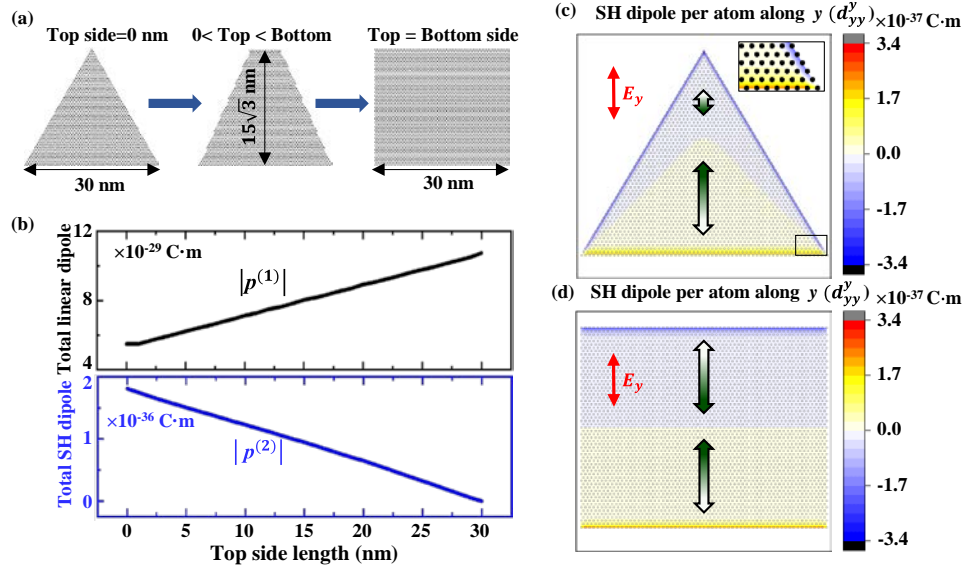 (a)
Top side=0 nm
0< Top < Bottom
Top = Bottom side
15√3 nm
30 nm
30 nm
(b)
Total linear dipole
12
8
4
×10⁻²⁹ C·m
|p⁽¹⁾|
Total SH dipole
2
1
0
×10⁻³⁶ C·m
|p⁽²⁾|
0 5 10 15 20 25 30
Top side length (nm)
(c) SH dipole per atom along y (dʸyy) ×10⁻³⁷ C·m
E_y
3.4
1.7
0.0
-1.7
-3.4
(d) SH dipole per atom along y (dʸyy) ×10⁻³⁷ C·m
E_y
3.4
1.7
0.0
-1.7
-3.4